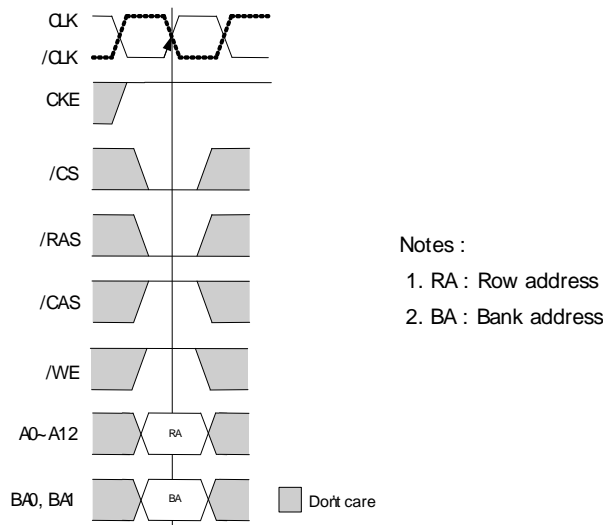 CLK
/CLK
CKE
/CS
/RAS
/CAS
/WE
A0~A12
RA
BA0, BA1
BA
Don't care
Notes :
1. RA : Row address
2. BA : Bank address